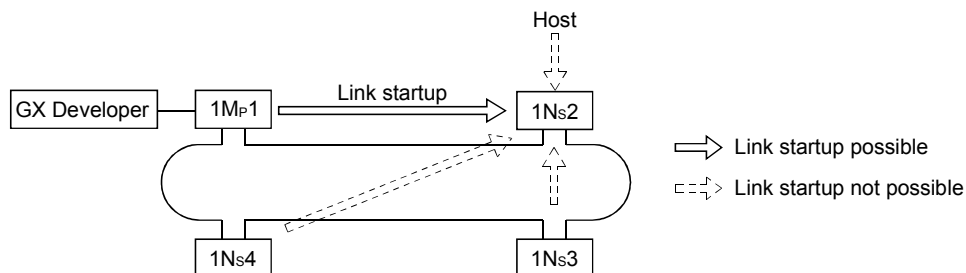 Host
GX Developer
1MP1
Link startup
1NS2
Link startup possible
Link startup not possible
1NS4
1NS3